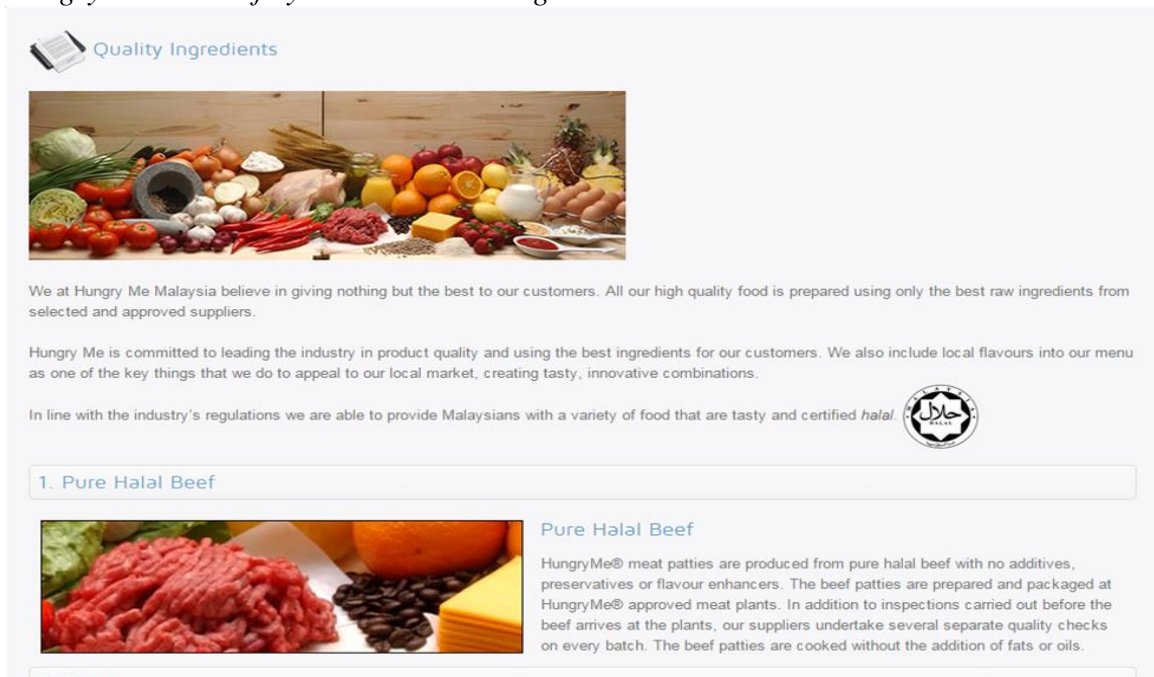 Quality Ingredients
We at Hungry Me Malaysia believe in giving nothing but the best to our customers. All our high quality food is prepared using only the best raw ingredients from
selected and approved suppliers.
Hungry Me is committed to leading the industry in product quality and using the best ingredients for our customers. We also include local flavours into our menu
as one of the key things that we do to appeal to our local market, creating tasty, innovative combinations.
In line with the industry's regulations we are able to provide Malaysians with a variety of food that are tasty and certified halal.
MALAYSIA
حلال
HALAL
1. Pure Halal Beef
Pure Halal Beef
HungryMe® meat patties are produced from pure halal beef with no additives,
preservatives or flavour enhancers. The beef patties are prepared and packaged at
HungryMe® approved meat plants. In addition to inspections carried out before the
beef arrives at the plants, our suppliers undertake several separate quality checks
on every batch. The beef patties are cooked without the addition of fats or oils.